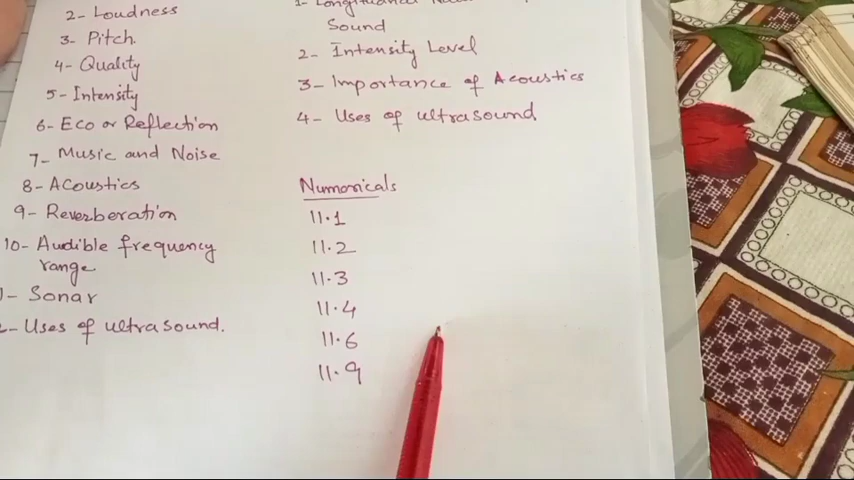 2- Loudness
3- Pitch.
4- Quality
5- Intensity
6- Eco or Reflection
7- Music and Noise
8- Acoustics
9- Reverberation
10- Audible frequency
range
- Sonar
- Uses of ultrasound.
1- Longitudinal
Sound
2- Intensity Level
3- Importance of Acoustics
4- Uses of ultrasound
Numericals
11.1
11.2
11.3
11.4
11.6
11.9